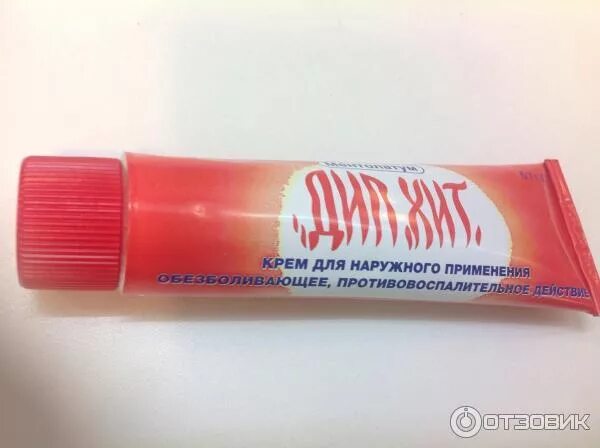 Ментолатум
ДИП ХИТ
КРЕМ ДЛЯ НАРУЖНОГО ПРИМЕНЕНИЯ
ОБЕЗБОЛИВАЮЩЕЕ, ПРОТИВОВОСПАЛИТЕЛЬНОЕ ДЕЙСТВИЕ
ОТЗОВИК